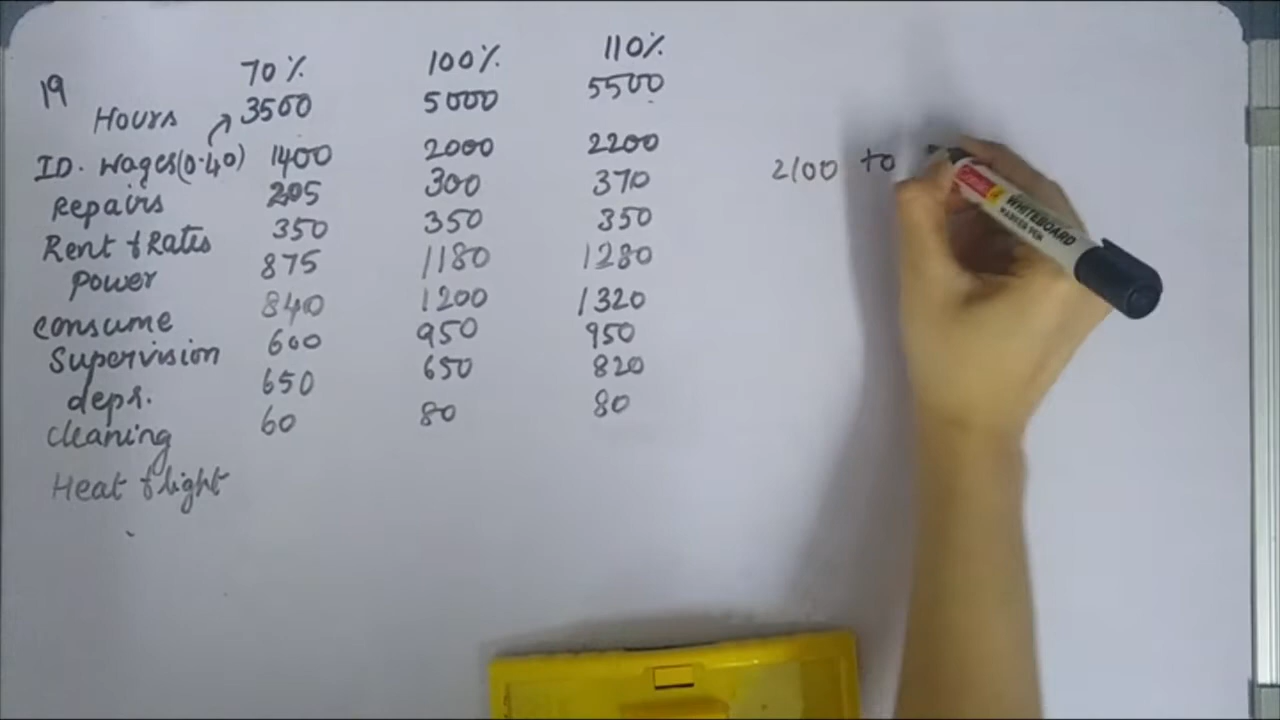 19 70% 100% 110%
Hours 3500 5000 5500
ID. wages(0.40) 1400 2000 2200
Repairs 205 300 370
Rent & Rates 350 350 350
power 875 1180 1280
consume 840 1200 1320
Supervision 600 950 950
depr. 650 650 820
cleaning 60 80 80
Heat & light
2100 to
WHITEBOARD
MARKER PEN